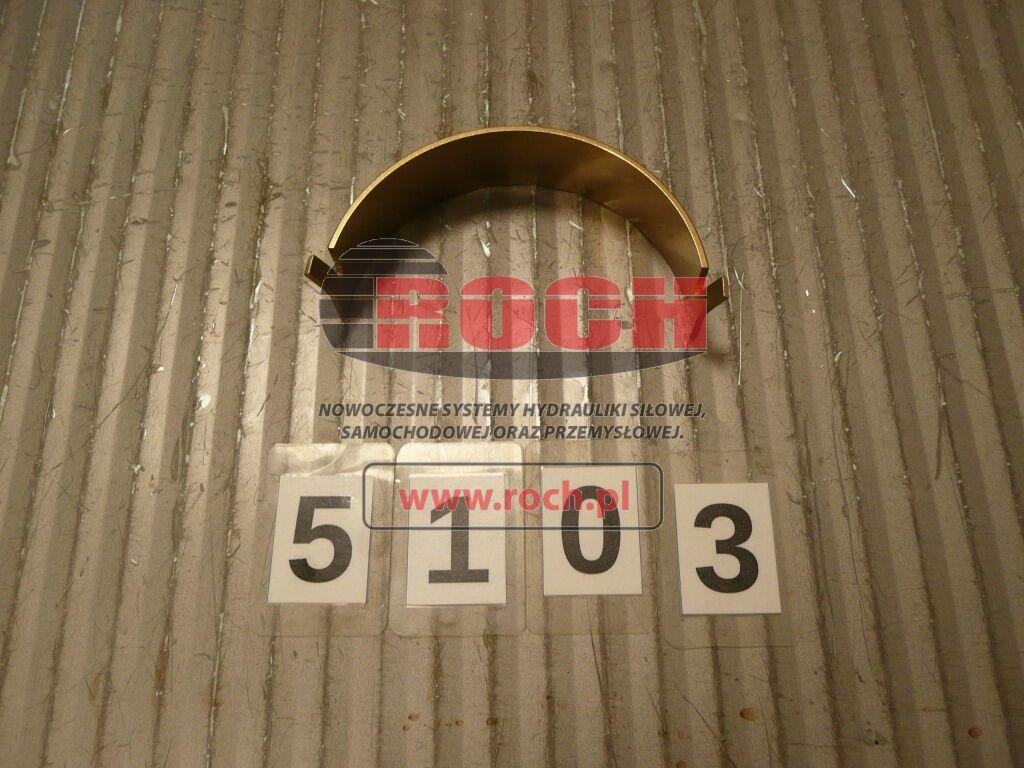 ROCH
NOWOCZESNE SYSTEMY HYDRAULIKI SIŁOWEJ,
SAMOCHODOWEJ ORAZ PRZEMYSŁOWEJ.
www.roch.pl
5103